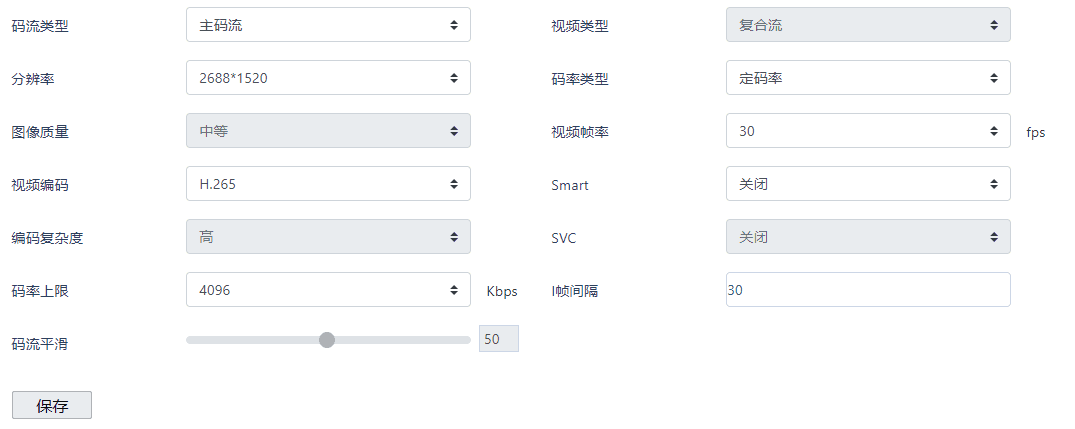 码流类型 主码流 视频类型 复合流
分辨率 2688*1520 码率类型 定码率
图像质量 中等 视频帧率 30 fps
视频编码 H.265 Smart 关闭
编码复杂度 高 SVC 关闭
码率上限 4096 Kbps I帧间隔 30
码流平滑 50
保存